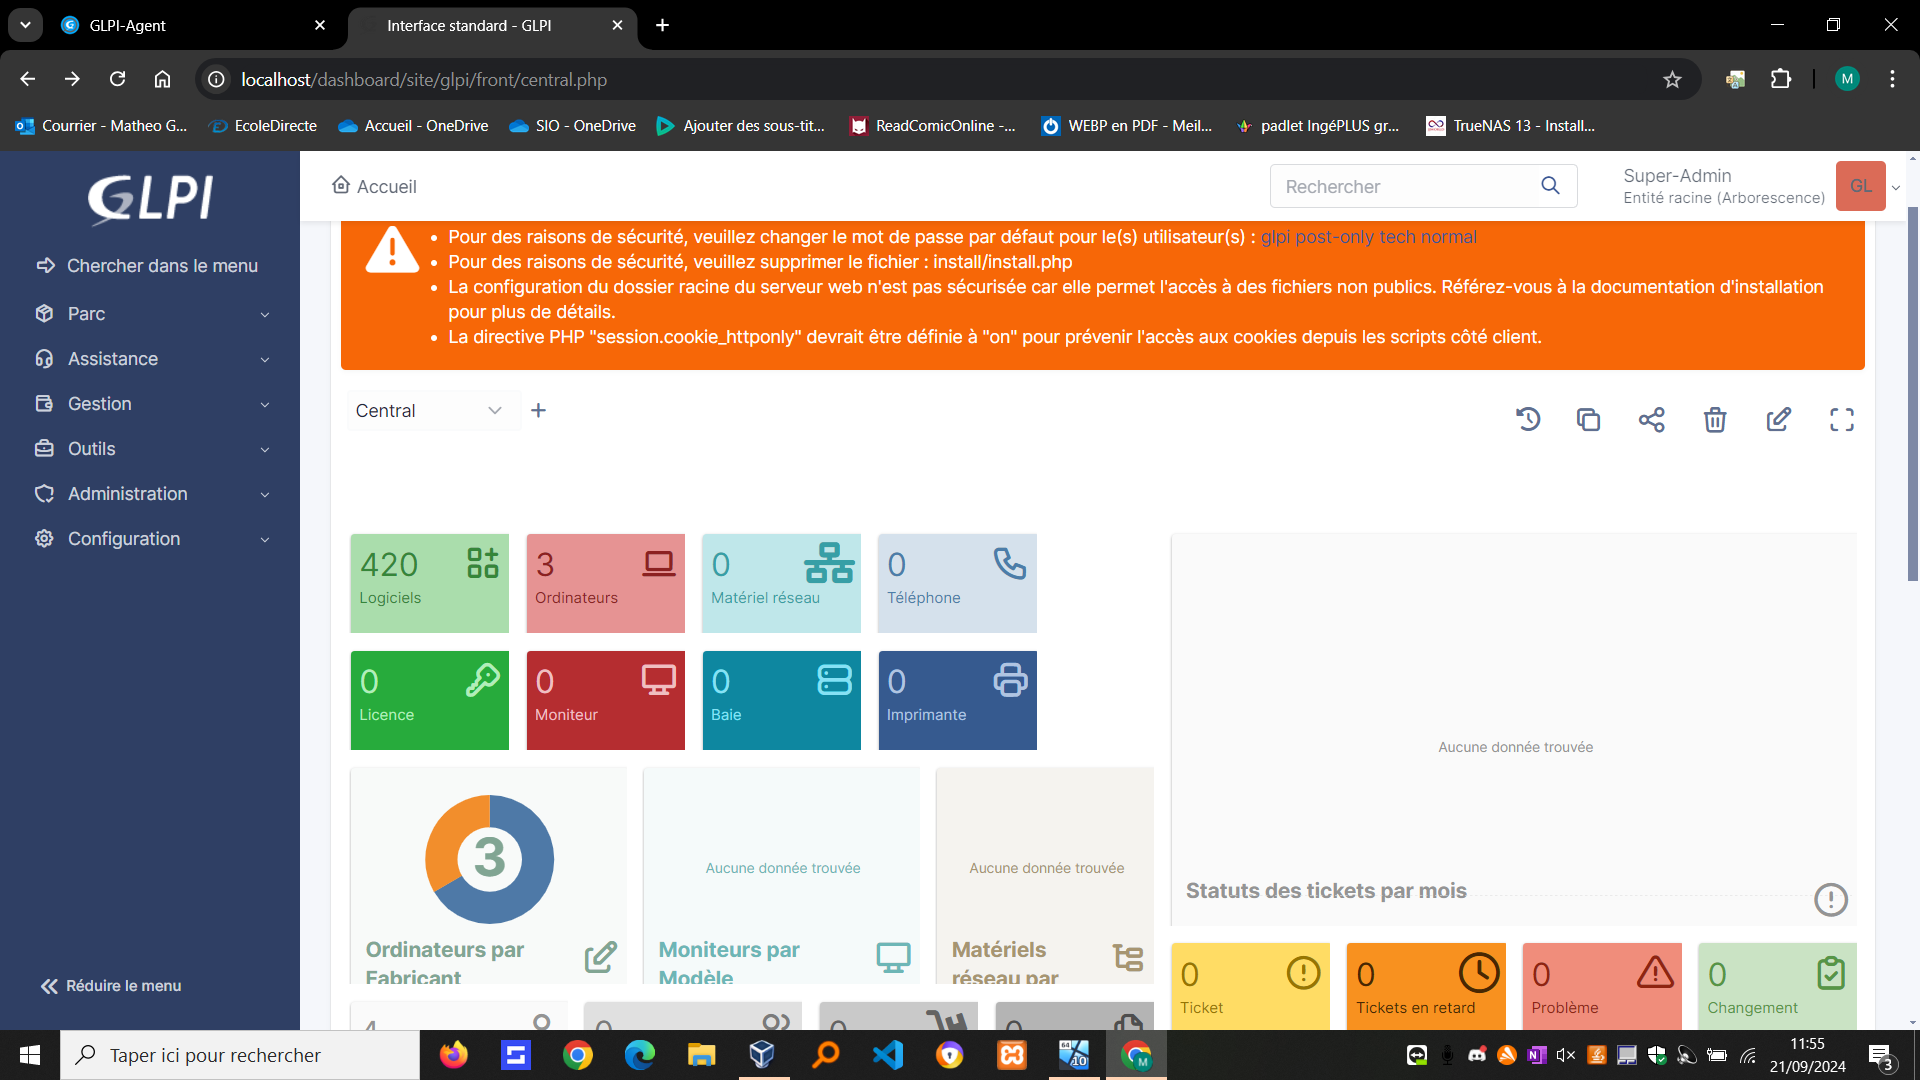 GLPI-Agent
Interface standard - GLPI
localhost/dashboard/site/glpi/front/central.php
M
Courrier - Matheo G...
EcoleDirecte
Accueil - OneDrive
SIO - OneDrive
Ajouter des sous-tit...
ReadComicOnline -...
WEBP en PDF - Meil...
padlet IngéPLUS gr...
TrueNAS 13 - Install...
GLPI
Accueil
Rechercher
Super-Admin
Entité racine (Arborescence)
GL
Chercher dans le menu
Parc
Assistance
Gestion
Outils
Administration
Configuration
Réduire le menu
Pour des raisons de sécurité, veuillez changer le mot de passe par défaut pour le(s) utilisateur(s) : glpi post-only tech normal
Pour des raisons de sécurité, veuillez supprimer le fichier : install/install.php
La configuration du dossier racine du serveur web n'est pas sécurisée car elle permet l'accès à des fichiers non publics. Référez-vous à la documentation d'installation
pour plus de détails.
La directive PHP "session.cookie_httponly" devrait être définie à "on" pour prévenir l'accès aux cookies depuis les scripts côté client.
Central
420
Logiciels
3
Ordinateurs
0
Matériel réseau
0
Téléphone
0
Licence
0
Moniteur
0
Baie
0
Imprimante
3
Ordinateurs par
Fabricant
Aucune donnée trouvée
Moniteurs par
Modèle
Aucune donnée trouvée
Matériels
réseau par
Aucune donnée trouvée
Statuts des tickets par mois
0
Ticket
0
Tickets en retard
0
Problème
0
Changement
4
0
0
0
Taper ici pour rechercher
64
10
M
11:55
21/09/2024
3